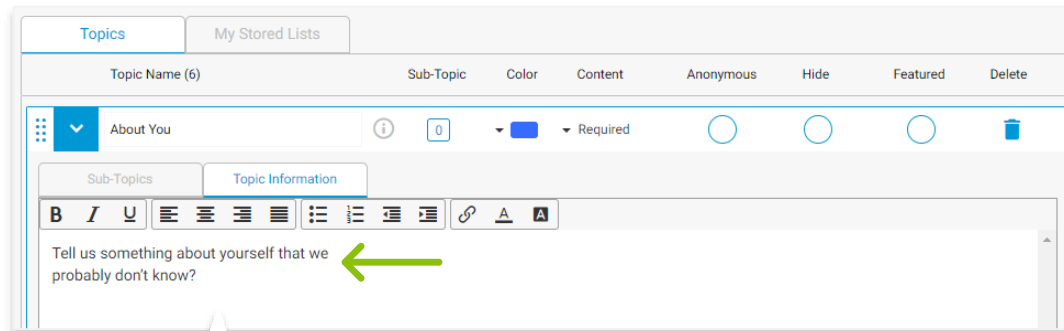 Topics My Stored Lists
Topic Name (6) Sub-Topic Color Content Anonymous Hide Featured Delete
About You 0 Required
Sub-Topics Topic Information
B I U A A
Tell us something about yourself that we
probably don't know?